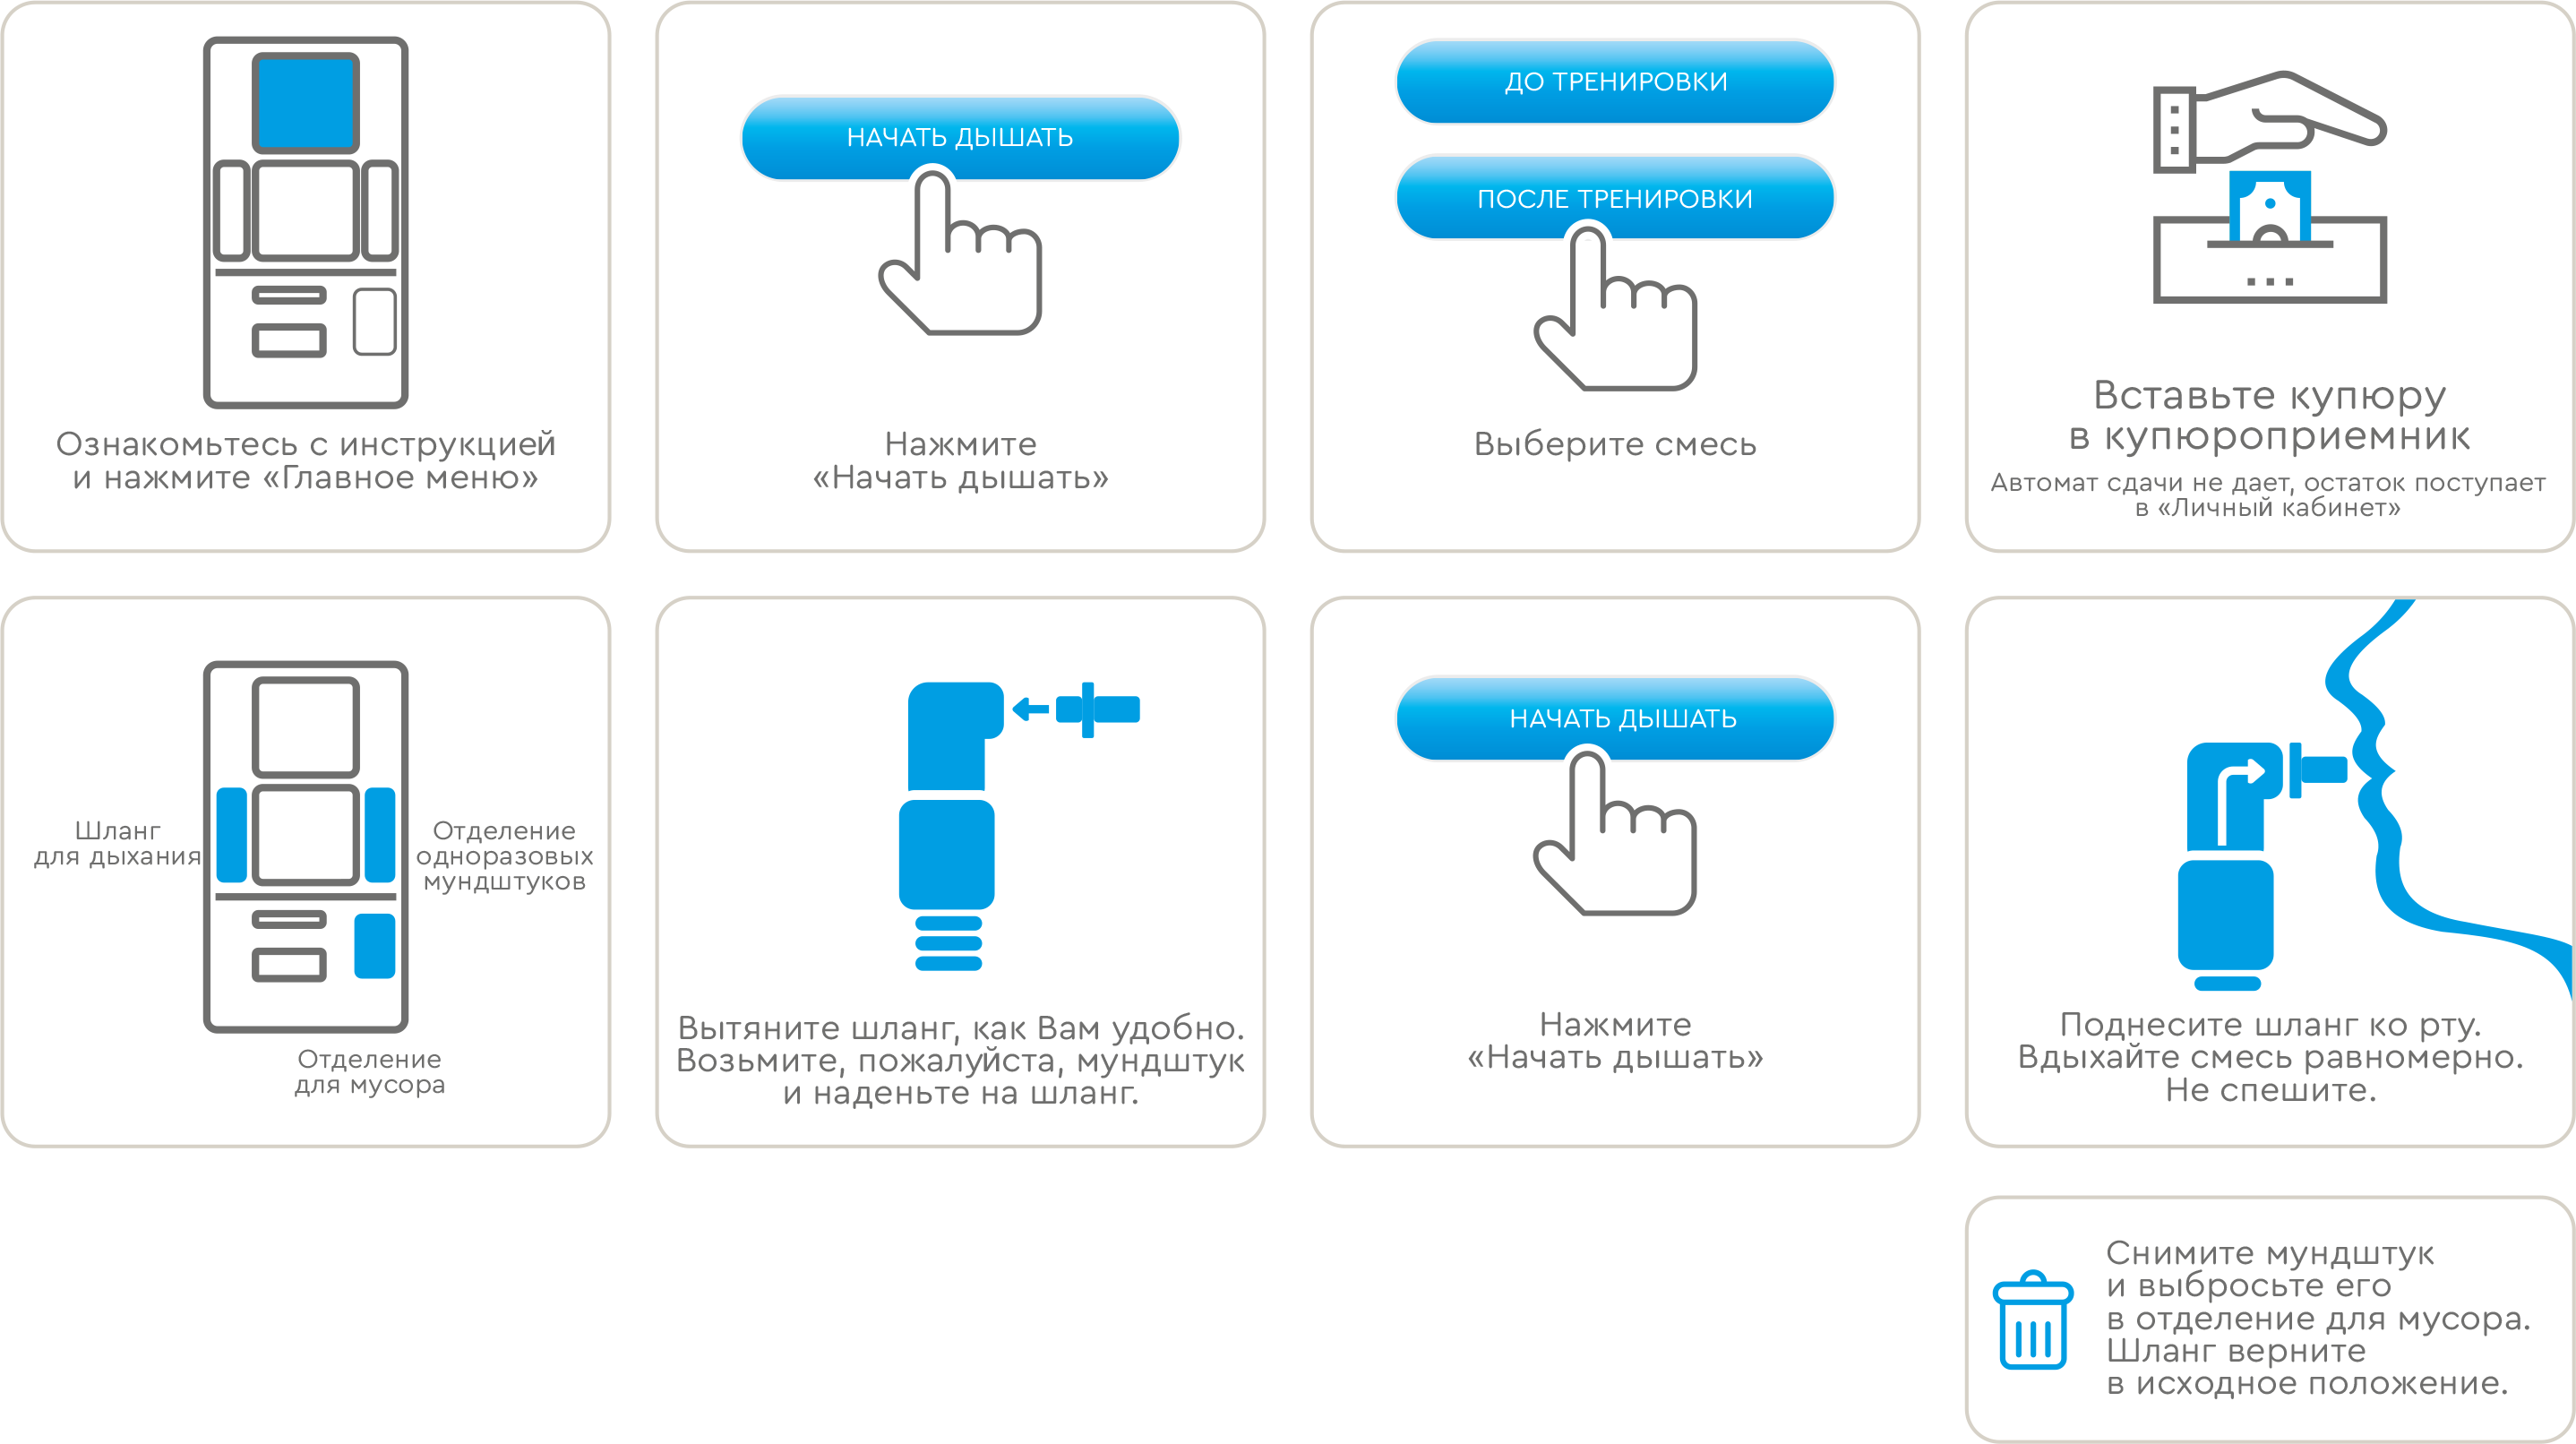 Ознакомьтесь с инструкцией
и нажмите «Главное меню»
НАЧАТЬ ДЫШАТЬ
Нажмите
«Начать дышать»
ДО ТРЕНИРОВКИ
ПОСЛЕ ТРЕНИРОВКИ
Выберите смесь
Вставьте купюру
в купюроприемник
Автомат сдачи не дает, остаток поступает
в «Личный кабинет»
Шланг
для дыхания
Отделение
одноразовых
мундштуков
Отделение
для мусора
Вытяните шланг, как Вам удобно.
Возьмите, пожалуйста, мундштук
и наденьте на шланг.
НАЧАТЬ ДЫШАТЬ
Нажмите
«Начать дышать»
Поднесите шланг ко рту.
Вдыхайте смесь равномерно.
Не спешите.
Снимите мундштук
и выбросьте его
в отделение для мусора.
Шланг верните
в исходное положение.